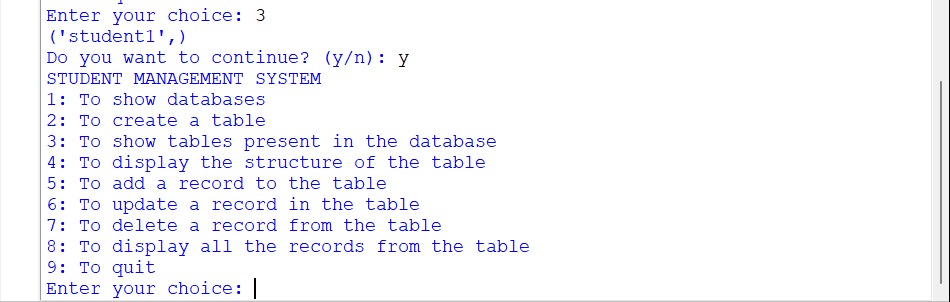 Enter your choice: 3
('student1',)
Do you want to continue? (y/n): y
STUDENT MANAGEMENT SYSTEM
1: To show databases
2: To create a table
3: To show tables present in the database
4: To display the structure of the table
5: To add a record to the table
6: To update a record in the table
7: To delete a record from the table
8: To display all the records from the table
9: To quit
Enter your choice: